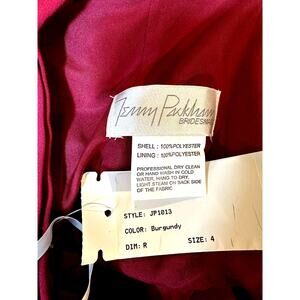 Jenny Packham
BRIDESMAID
SHELL : 100%POLYESTER
LINING : 100%POLYESTER
PROFESSIONAL DRY CLEAN
OR HAND WASH IN COLD
WATER, HANG TO DRY,
LIGHT STEAM ON BACK SIDE
OF THE FABRIC
STYLE: JP1013
COLOR: Burgundy
DIM: R SIZE: 4